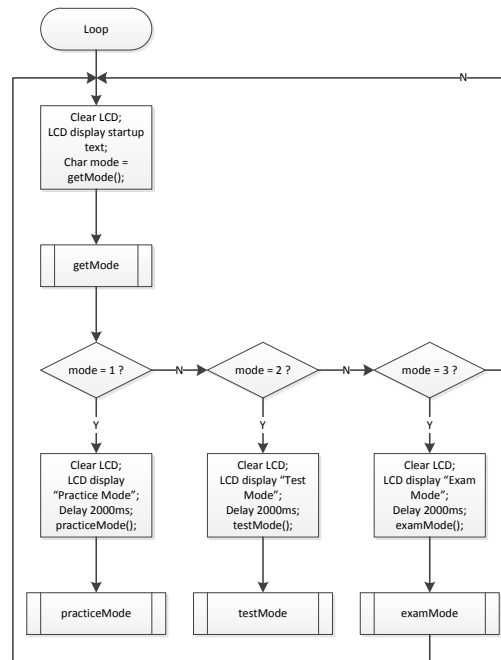 Loop
N
Clear LCD;
LCD display startup
text;
Char mode =
getMode();
getMode
mode = 1 ?
N
mode = 2 ?
N
mode = 3 ?
Y
Y
Y
Clear LCD;
LCD display
“Practice Mode”;
Delay 2000ms;
practiceMode();
Clear LCD;
LCD display “Test
Mode”;
Delay 2000ms;
testMode();
Clear LCD;
LCD display “Exam
Mode”;
Delay 2000ms;
examMode();
practiceMode
testMode
examMode